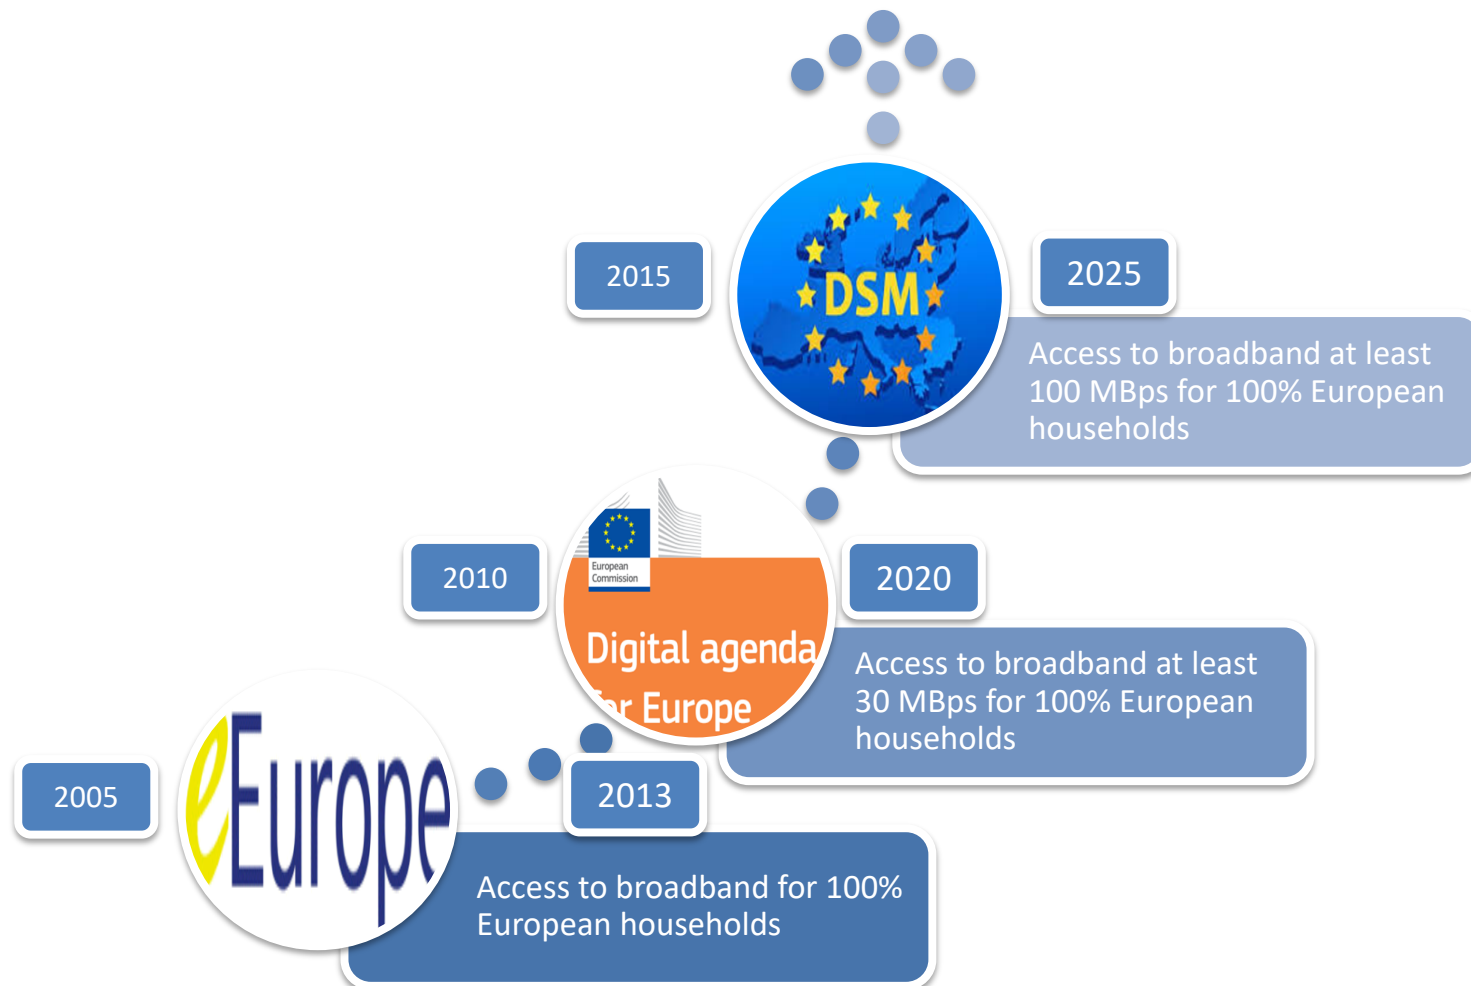 2015
DSM
2025
Access to broadband at least
100 MBps for 100% European
households
European
Commission
Digital agenda
for Europe
2010
2020
Access to broadband at least
30 MBps for 100% European
households
2005
eEurope
2013
Access to broadband for 100%
European households